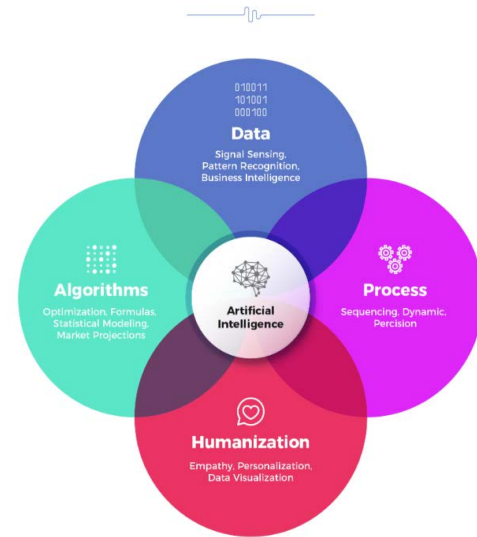 010011
101001
000100
Data
Signal Sensing,
Pattern Recognition,
Business Intelligence
Algorithms
Optimization, Formulas,
Statistical Modeling,
Market Projections
Artificial
Intelligence
Process
Sequencing, Dynamic,
Percision
Humanization
Empathy, Personalization,
Data Visualization